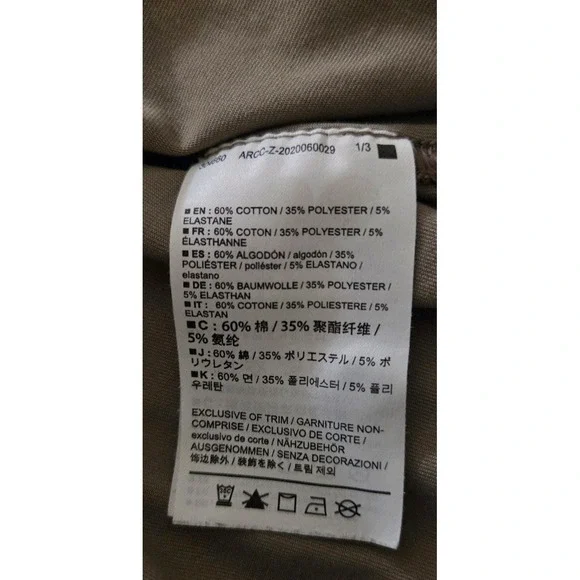 ARCC-Z-2020060029 1/3
■ EN : 60% COTTON / 35% POLYESTER / 5%
ELASTANE
■ FR : 60% COTON / 35% POLYESTER / 5%
ÉLASTHANNE
■ ES : 60% ALGODÓN / algodón / 35%
POLIÉSTER / poliéster / 5% ELASTANO /
elastano
■ DE : 60% BAUMWOLLE / 35% POLYESTER /
5% ELASTHAN
■ IT : 60% COTONE / 35% POLIESTERE / 5%
ELASTAN
■ C : 60% 棉 / 35% 聚酯纤维 /
5% 氨纶
■ J : 60% 綿 / 35% ポリエステル / 5% ポ
リウレタン
■ K : 60% 면 / 35% 폴리에스터 / 5% 폴리
우레탄
EXCLUSIVE OF TRIM / GARNITURE NON-
COMPRISE / EXCLUSIVO DE CORTE /
exclusivo de corte / NÄHZUBEHÖR
AUSGENOMMEN / SENZA DECORAZIONI /
饰边除外 / 装飾を除く / 트림 제외